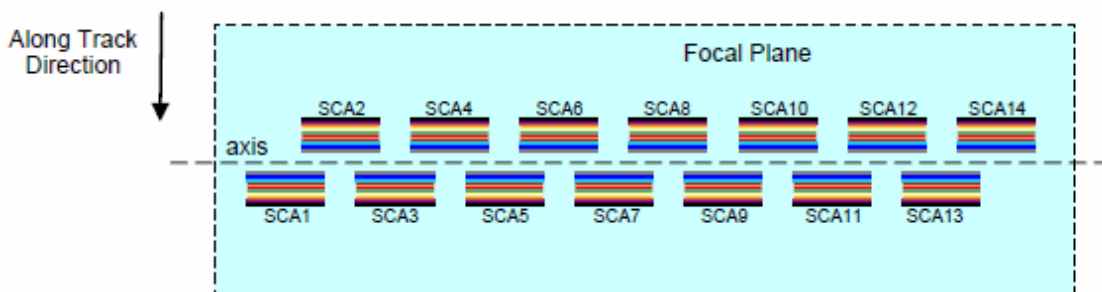 Along Track
Direction
Focal Plane
SCA2 SCA4 SCA6 SCA8 SCA10 SCA12 SCA14
axis
SCA1 SCA3 SCA5 SCA7 SCA9 SCA11 SCA13